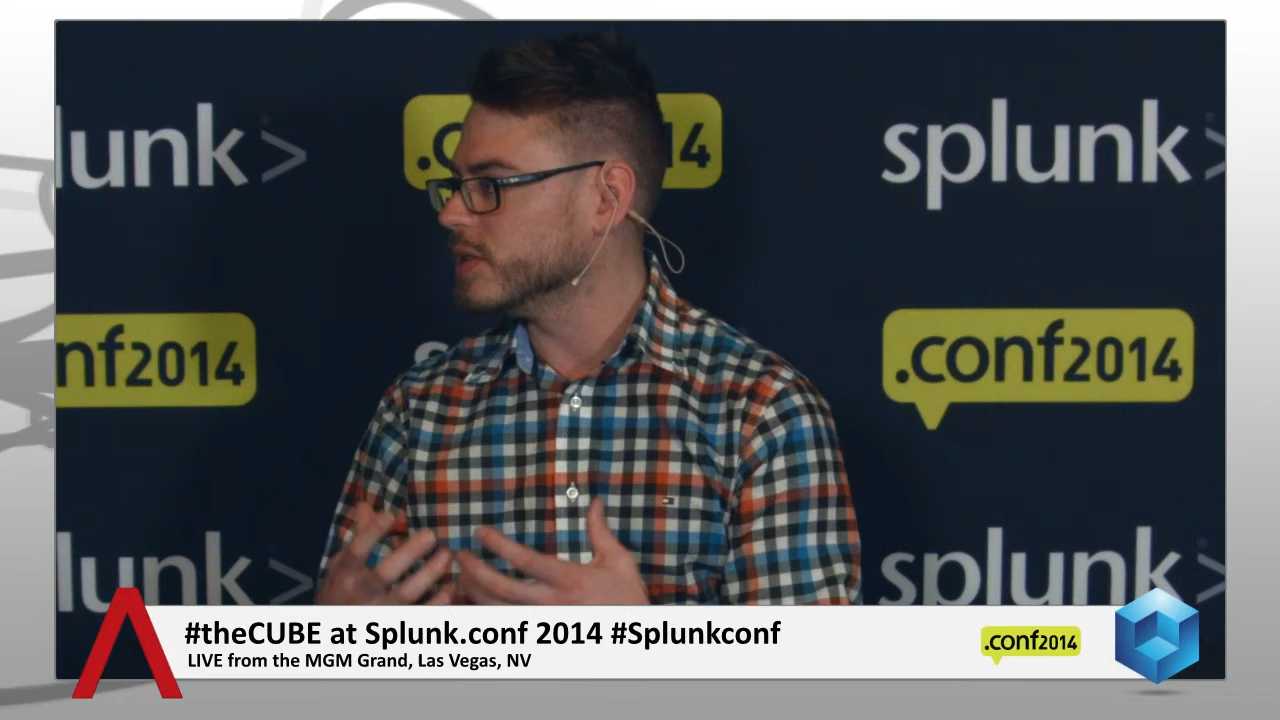 lunk>
.c
14
splunk>
nf2014
s
.conf2014
lunk>
splunk>
#theCUBE at Splunk.conf 2014 #Splunkconf
LIVE from the MGM Grand, Las Vegas, NV
.conf2014